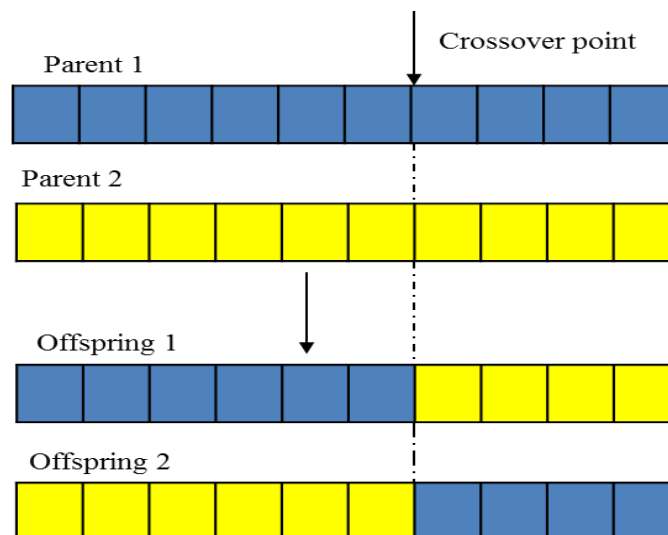 Crossover point
Parent 1
Parent 2
Offspring 1
Offspring 2